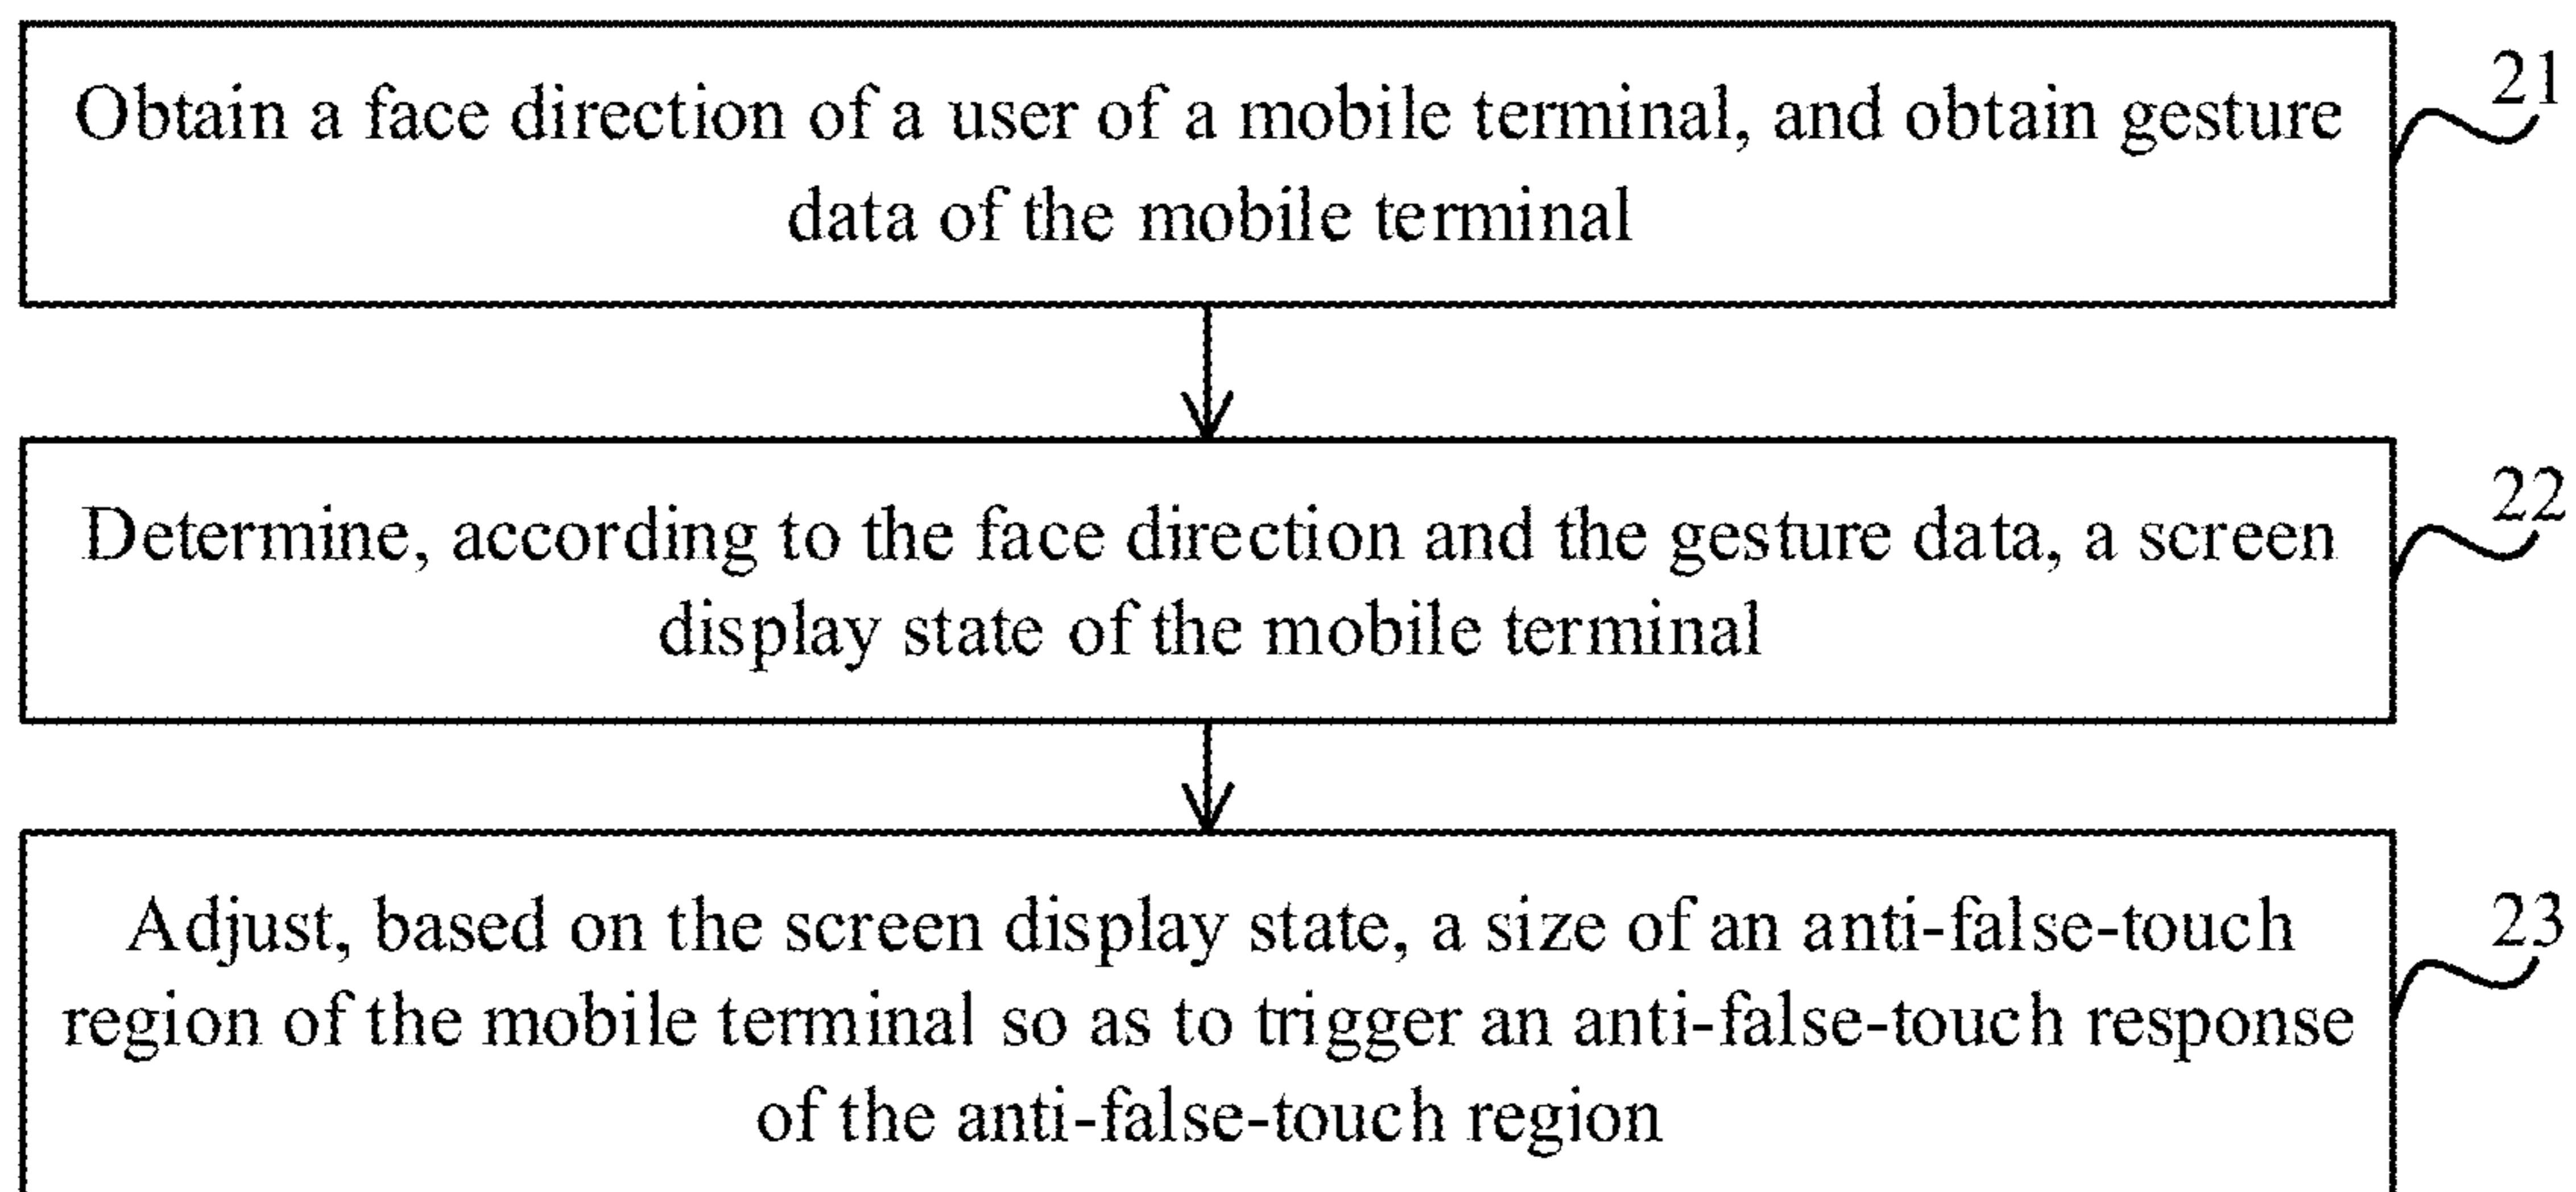 Obtain a face direction of a user of a mobile terminal, and obtain gesture
data of the mobile terminal
21
Determine, according to the face direction and the gesture data, a screen
display state of the mobile terminal
22
Adjust, based on the screen display state, a size of an anti-false-touch
region of the mobile terminal so as to trigger an anti-false-touch response
of the anti-false-touch region
23